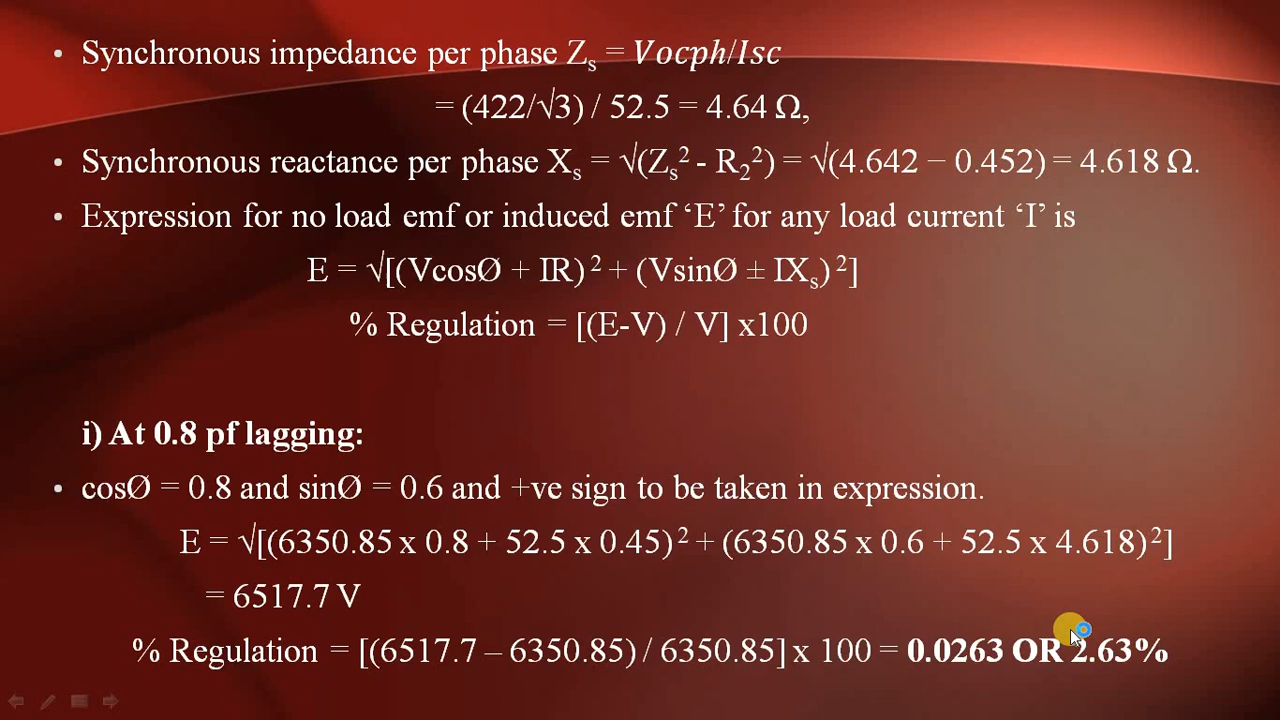 • Synchronous impedance per phase Zₛ = Vocph/Isc
= (422/√3) / 52.5 = 4.64 Ω,
• Synchronous reactance per phase Xₛ = √(Zₛ² - R₂²) = √(4.642 − 0.452) = 4.618 Ω.
• Expression for no load emf or induced emf ‘E’ for any load current ‘I’ is
E = √[(VcosØ + IR) ² + (VsinØ ± IXₛ) ²]
% Regulation = [(E-V) / V] x100
i) At 0.8 pf lagging:
• cosØ = 0.8 and sinØ = 0.6 and +ve sign to be taken in expression.
E = √[(6350.85 x 0.8 + 52.5 x 0.45) ² + (6350.85 x 0.6 + 52.5 x 4.618) ²]
= 6517.7 V
% Regulation = [(6517.7 – 6350.85) / 6350.85] x 100 = 0.0263 OR 2.63%